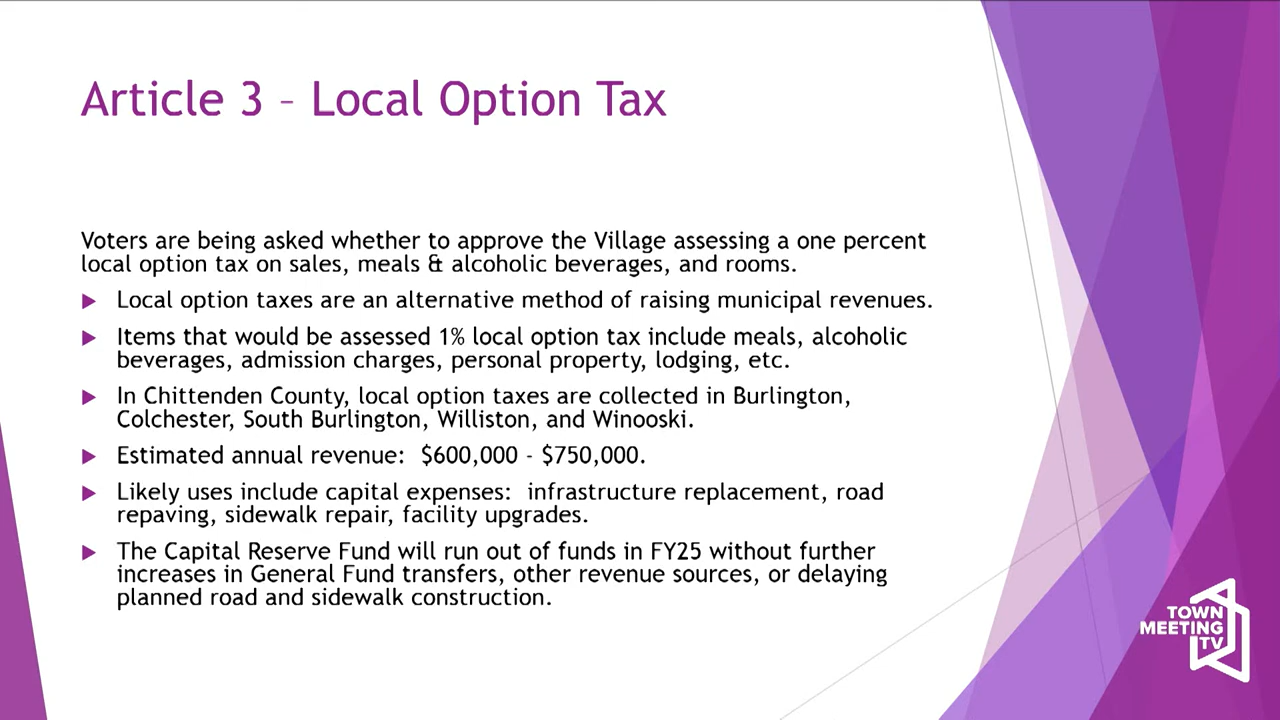 Article 3 – Local Option Tax
Voters are being asked whether to approve the Village assessing a one percent
local option tax on sales, meals & alcoholic beverages, and rooms.
Local option taxes are an alternative method of raising municipal revenues.
Items that would be assessed 1% local option tax include meals, alcoholic
beverages, admission charges, personal property, lodging, etc.
In Chittenden County, local option taxes are collected in Burlington,
Colchester, South Burlington, Williston, and Winooski.
Estimated annual revenue:  $600,000 - $750,000.
Likely uses include capital expenses:  infrastructure replacement, road
repaving, sidewalk repair, facility upgrades.
The Capital Reserve Fund will run out of funds in FY25 without further
increases in General Fund transfers, other revenue sources, or delaying
planned road and sidewalk construction.
TOWN
MEETING
TV